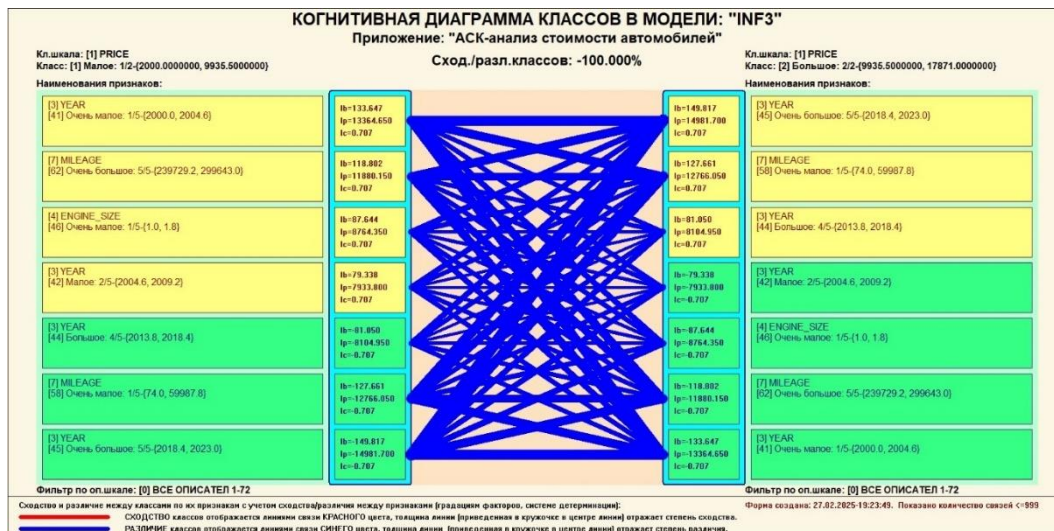 КОГНИТИВНАЯ ДИАГРАММА КЛАССОВ В МОДЕЛИ: "INF3"
Приложение: "АСК-анализ стоимости автомобилей"
Сход./разл.классов: -100.000%
Кл.шкала: [1] PRICE
Класс: [1] Малое: 1/2-{2000.0000000, 9935.5000000}
Наименования признаков:
[3] YEAR
[41] Очень малое: 1/5-{2000.0, 2004.6}
[7] MILEAGE
[62] Очень большое: 5/5-{239729.2, 299643.0}
[4] ENGINE_SIZE
[46] Очень малое: 1/5-{1.0, 1.8}
[3] YEAR
[42] Малое: 2/5-{2004.6, 2009.2}
[3] YEAR
[44] Большое: 4/5-{2013.8, 2018.4}
[7] MILEAGE
[58] Очень малое: 1/5-{74.0, 59987.8}
[3] YEAR
[45] Очень большое: 5/5-{2018.4, 2023.0}
Ib=133.647
Ip=13364.650
Ic=0.707
Ib=118.802
Ip=11880.150
Ic=0.707
Ib=87.644
Ip=8764.350
Ic=0.707
Ib=79.338
Ip=7933.800
Ic=0.707
Ib=-81.050
Ip=-8104.950
Ic=-0.707
Ib=-127.661
Ip=-12766.050
Ic=-0.707
Ib=-149.817
Ip=-14981.700
Ic=-0.707
Ib=149.817
Ip=14981.700
Ic=0.707
Ib=127.661
Ip=12766.050
Ic=0.707
Ib=81.050
Ip=8104.950
Ic=0.707
Ib=-79.338
Ip=-7933.800
Ic=-0.707
Ib=-87.644
Ip=-8764.350
Ic=-0.707
Ib=-118.802
Ip=-11880.150
Ic=-0.707
Ib=-133.647
Ip=-13364.650
Ic=-0.707
Кл.шкала: [1] PRICE
Класс: [2] Большое: 2/2-{9935.5000000, 17871.0000000}
Наименования признаков:
[3] YEAR
[45] Очень большое: 5/5-{2018.4, 2023.0}
[7] MILEAGE
[58] Очень малое: 1/5-{74.0, 59987.8}
[3] YEAR
[44] Большое: 4/5-{2013.8, 2018.4}
[3] YEAR
[42] Малое: 2/5-{2004.6, 2009.2}
[4] ENGINE_SIZE
[46] Очень малое: 1/5-{1.0, 1.8}
[7] MILEAGE
[62] Очень большое: 5/5-{239729.2, 299643.0}
[3] YEAR
[41] Очень малое: 1/5-{2000.0, 2004.6}
Фильтр по оп.шкале: [0] ВСЕ ОПИСАТЕЛ 1-72
Фильтр по оп.шкале: [0] ВСЕ ОПИСАТЕЛ 1-72
Сходство и различие между классами по их признакам с учетом сходства/различия между признаками (градациям факторов, системе детерминации):
Форма создана: 27.02.2025-19:23:49. Показано количество связей <=999
СХОДСТВО классов отображается линиями связи КРАСНОГО цвета, толщина линии (приведенная в кружочке в центре линии) отражает степень сходства.
РАЗЛИЧИЕ классов отображается линиями связи СИНЕГО цвета, толщина линии (приведенная в кружочке в центре линии) отражает степень различия.